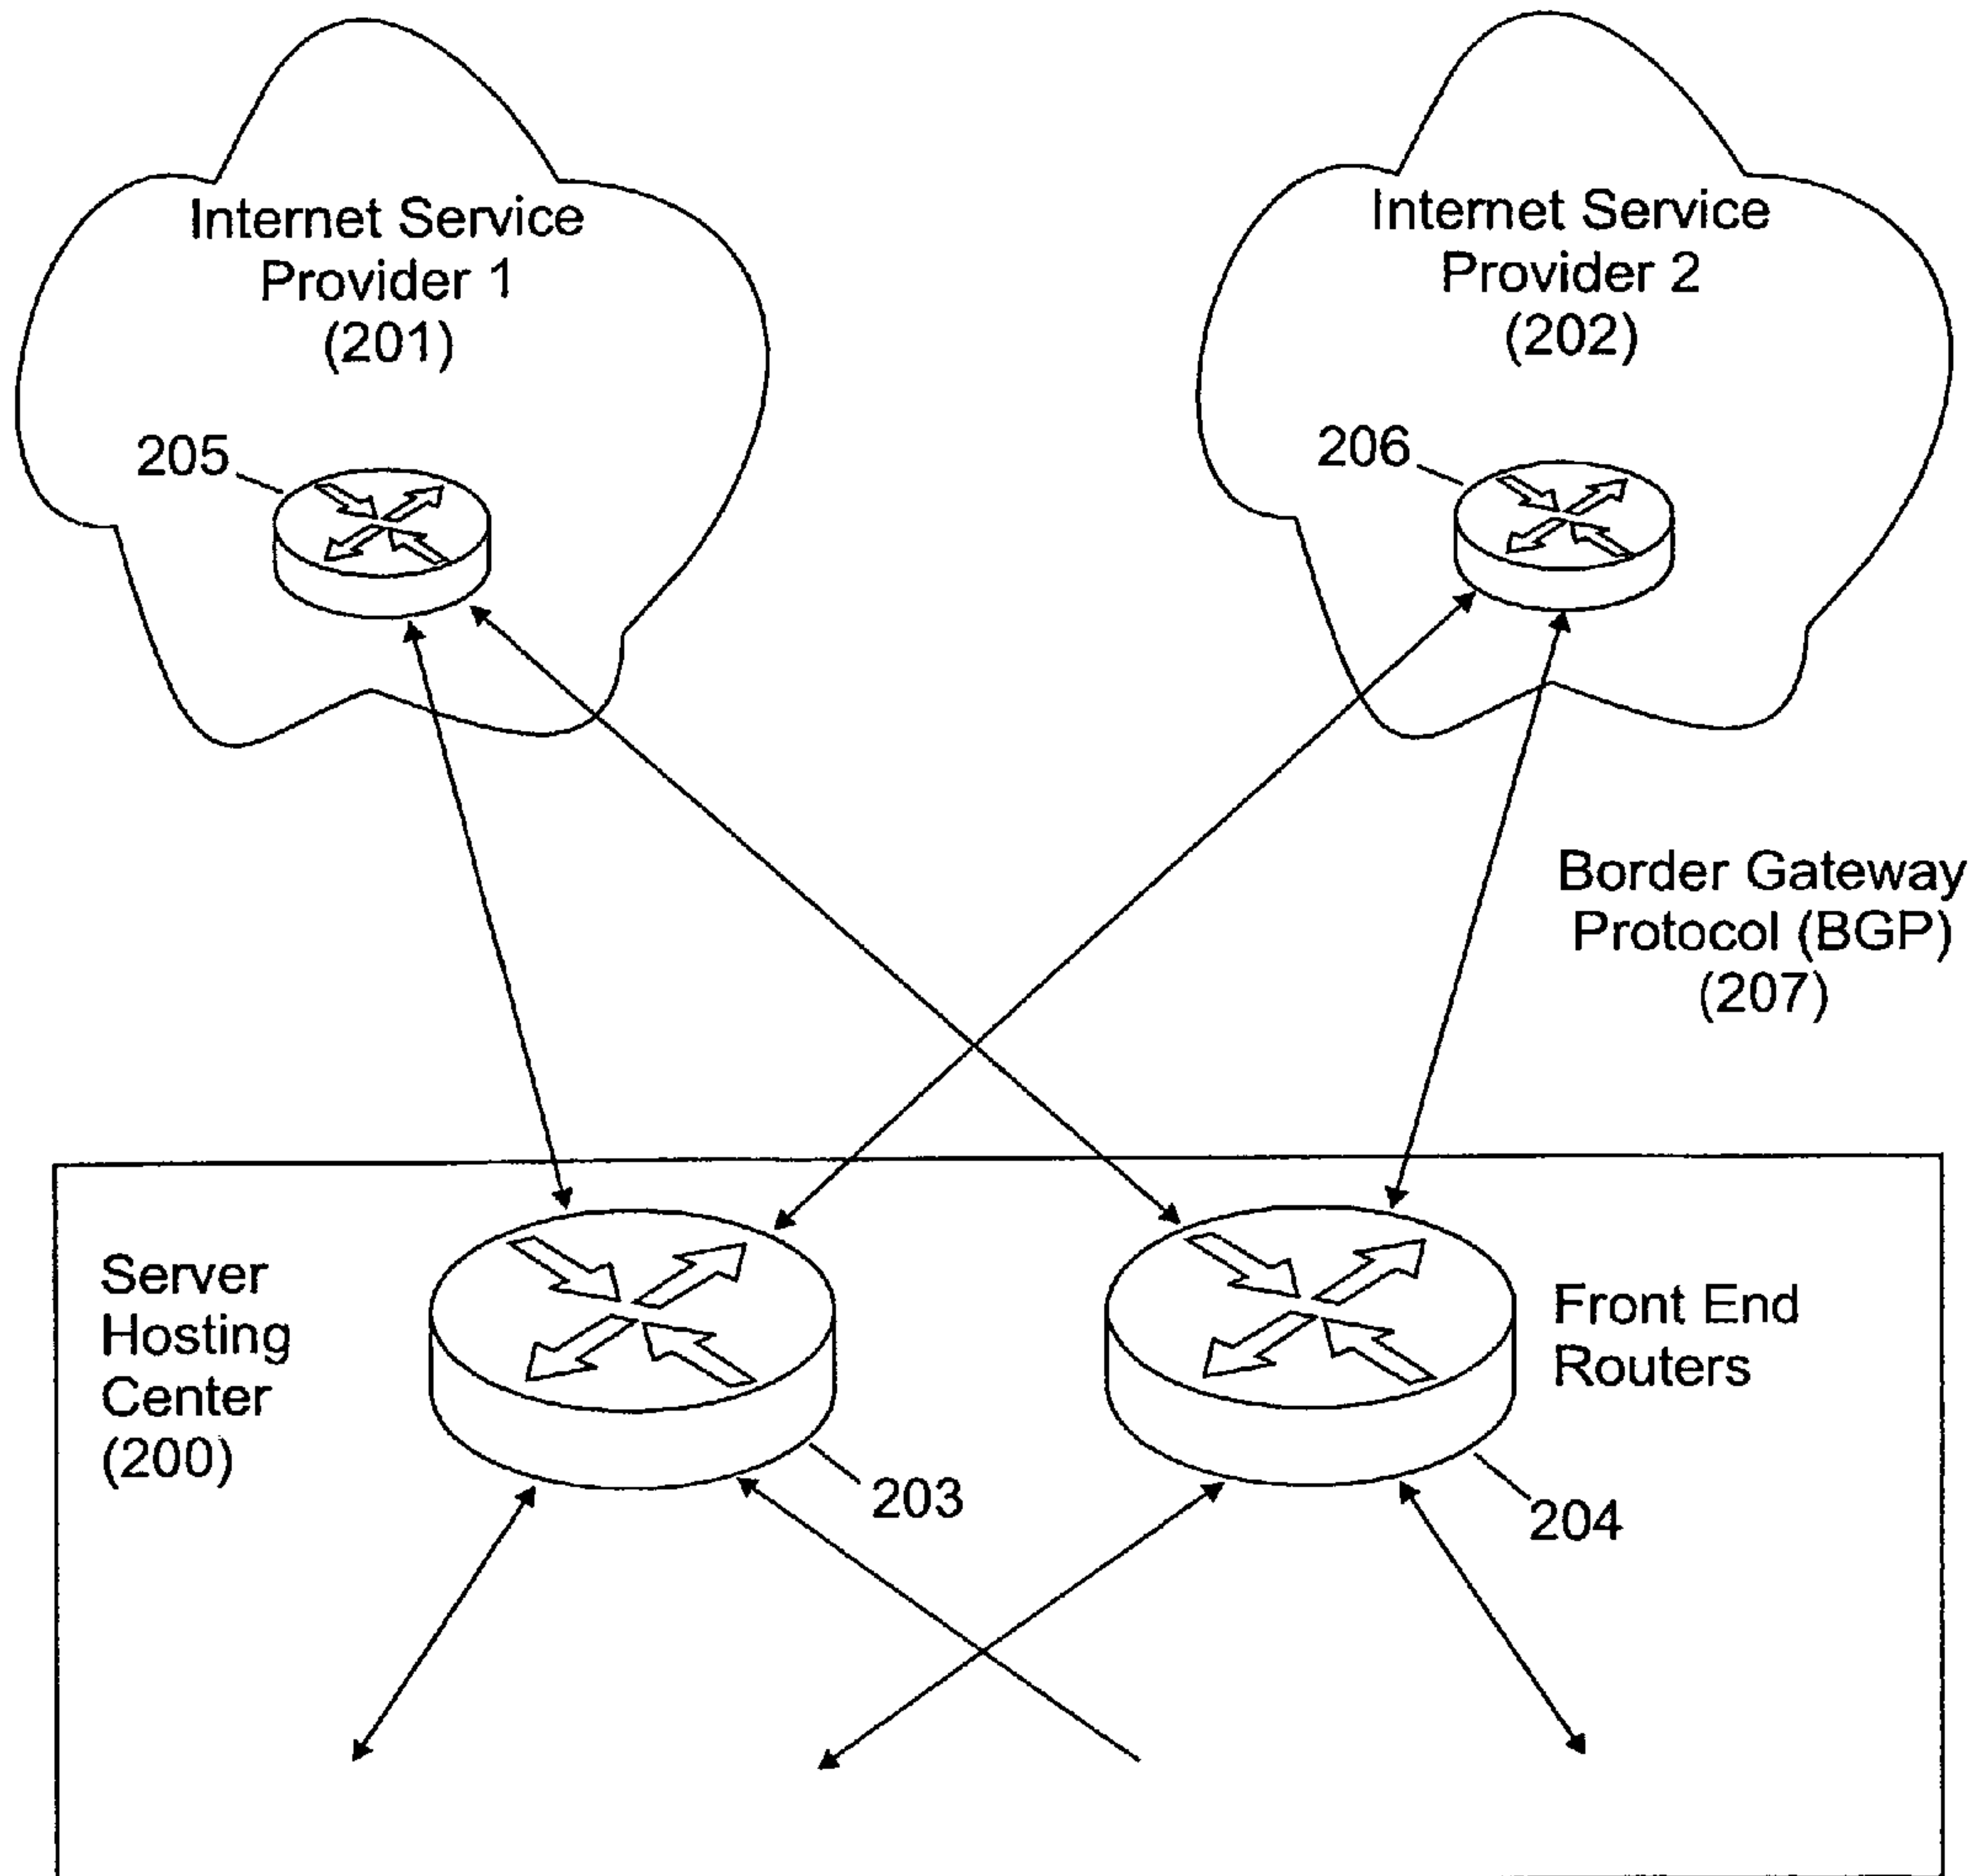 Internet Service
Provider 1
(201)
Internet Service
Provider 2
(202)
205
206
Border Gateway
Protocol (BGP)
(207)
Server
Hosting
Center
(200)
Front End
Routers
203
204